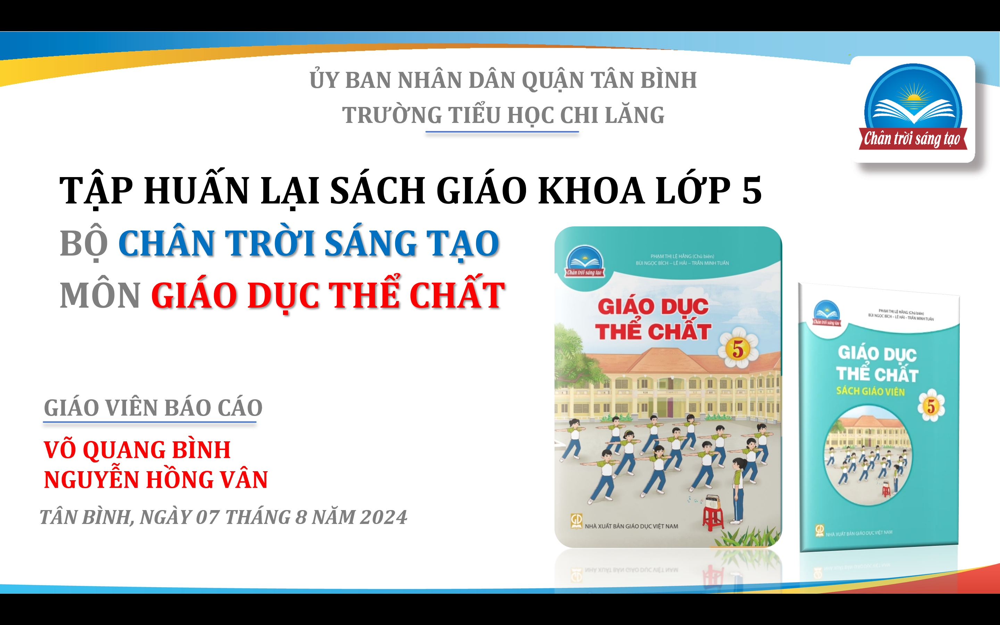 ỦY BAN NHÂN DÂN QUẬN TÂN BÌNH
TRƯỜNG TIỂU HỌC CHI LĂNG
Chân trời sáng tạo
TẬP HUẤN LẠI SÁCH GIÁO KHOA LỚP 5
BỘ CHÂN TRỜI SÁNG TẠO
MÔN GIÁO DỤC THỂ CHẤT
GIÁO VIÊN BÁO CÁO
VÕ QUANG BÌNH
NGUYỄN HỒNG VÂN
TÂN BÌNH, NGÀY 07 THÁNG 8 NĂM 2024
PHẠM THỊ LỆ HẰNG (Chủ biên)
BÙI NGỌC BÍCH – LÊ HẢI – TRẦN MINH TUẤN
Chân trời sáng tạo
GIÁO DỤC
THỂ CHẤT
5
GD
NHÀ XUẤT BẢN GIÁO DỤC VIỆT NAM
PHẠM THỊ LỆ HẰNG (Chủ biên)
BÙI NGỌC BÍCH – LÊ HẢI – TRẦN MINH TUẤN
Chân trời sáng tạo
GIÁO DỤC
THỂ CHẤT
SÁCH GIÁO VIÊN
5
GD
NHÀ XUẤT BẢN GIÁO DỤC VIỆT NAM